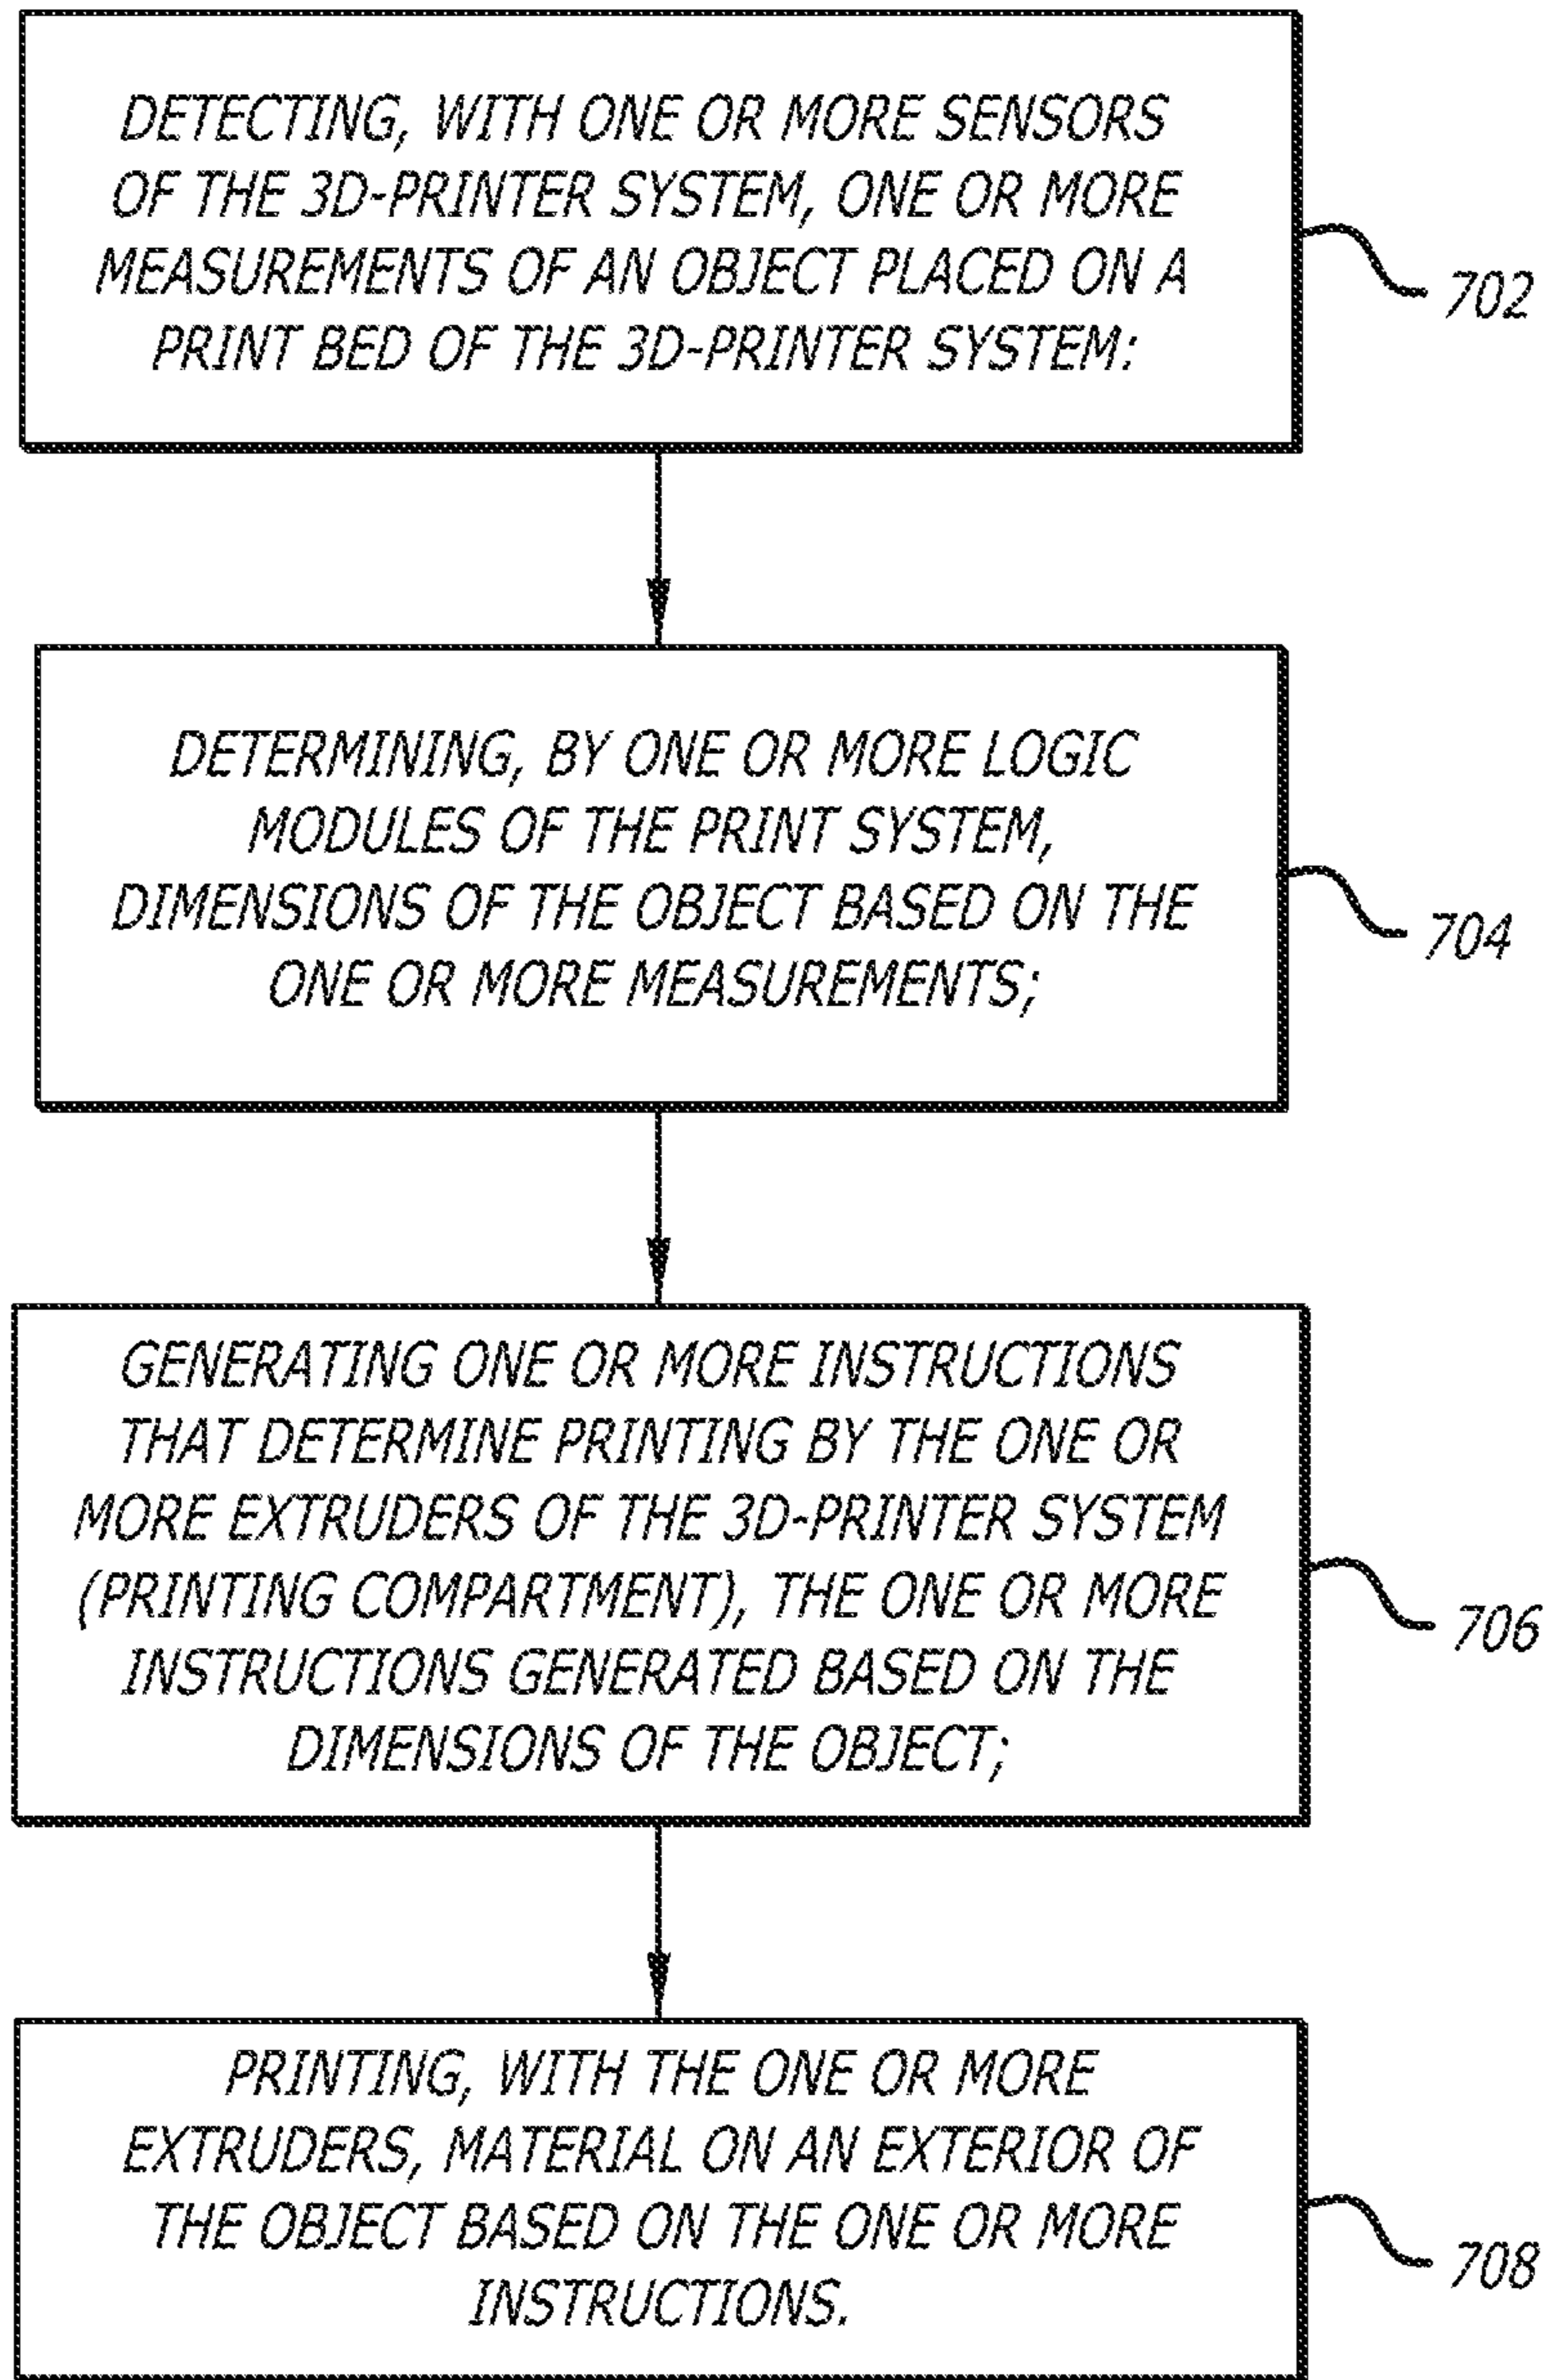 DETECTING, WITH ONE OR MORE SENSORS
OF THE 3D-PRINTER SYSTEM, ONE OR MORE
MEASUREMENTS OF AN OBJECT PLACED ON A
PRINT BED OF THE 3D-PRINTER SYSTEM:
702
DETERMINING, BY ONE OR MORE LOGIC
MODULES OF THE PRINT SYSTEM,
DIMENSIONS OF THE OBJECT BASED ON THE
ONE OR MORE MEASUREMENTS;
704
GENERATING ONE OR MORE INSTRUCTIONS
THAT DETERMINE PRINTING BY THE ONE OR
MORE EXTRUDERS OF THE 3D-PRINTER SYSTEM
(PRINTING COMPARTMENT), THE ONE OR MORE
INSTRUCTIONS GENERATED BASED ON THE
DIMENSIONS OF THE OBJECT;
706
PRINTING, WITH THE ONE OR MORE
EXTRUDERS, MATERIAL ON AN EXTERIOR OF
THE OBJECT BASED ON THE ONE OR MORE
INSTRUCTIONS.
708